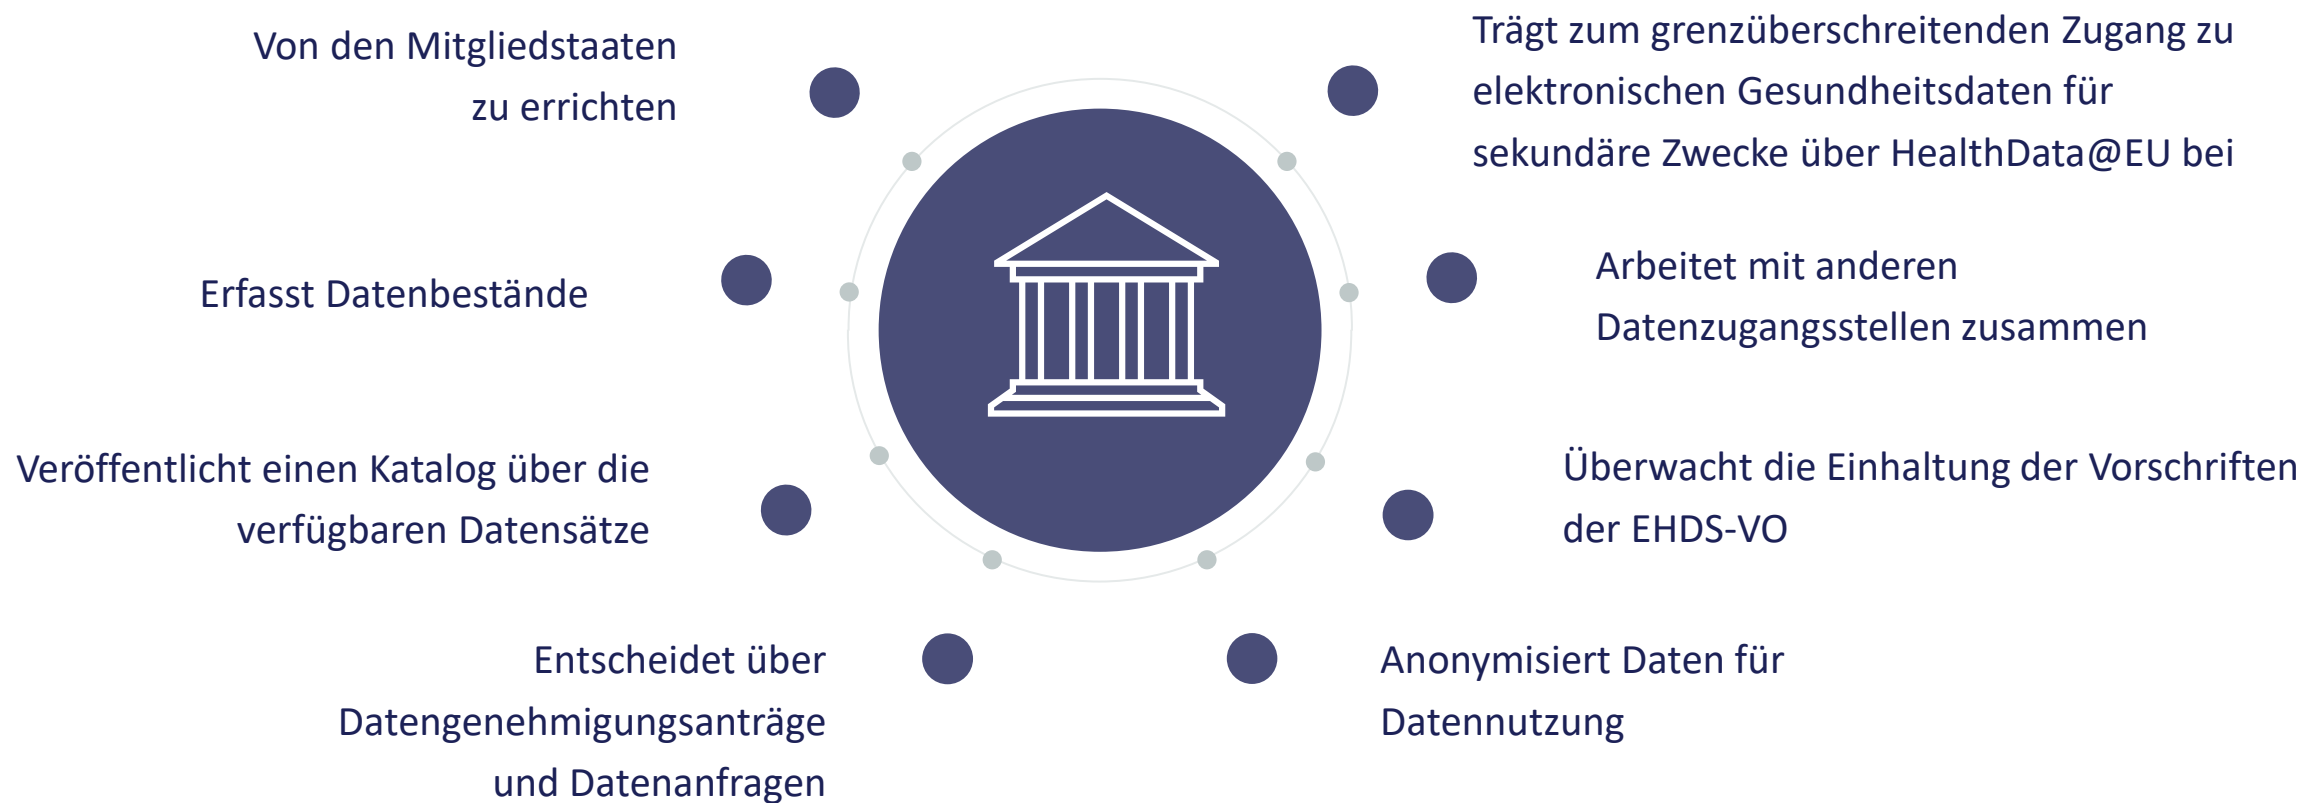 Von den Mitgliedstaaten
zu errichten
Erfasst Datenbestände
Veröffentlicht einen Katalog über die
verfügbaren Datensätze
Entscheidet über
Datengenehmigungsanträge
und Datenanfragen
Trägt zum grenzüberschreitenden Zugang zu
elektronischen Gesundheitsdaten für
sekundäre Zwecke über HealthData@EU bei
Arbeitet mit anderen
Datenzugangsstellen zusammen
Überwacht die Einhaltung der Vorschriften
der EHDS-VO
Anonymisiert Daten für
Datennutzung